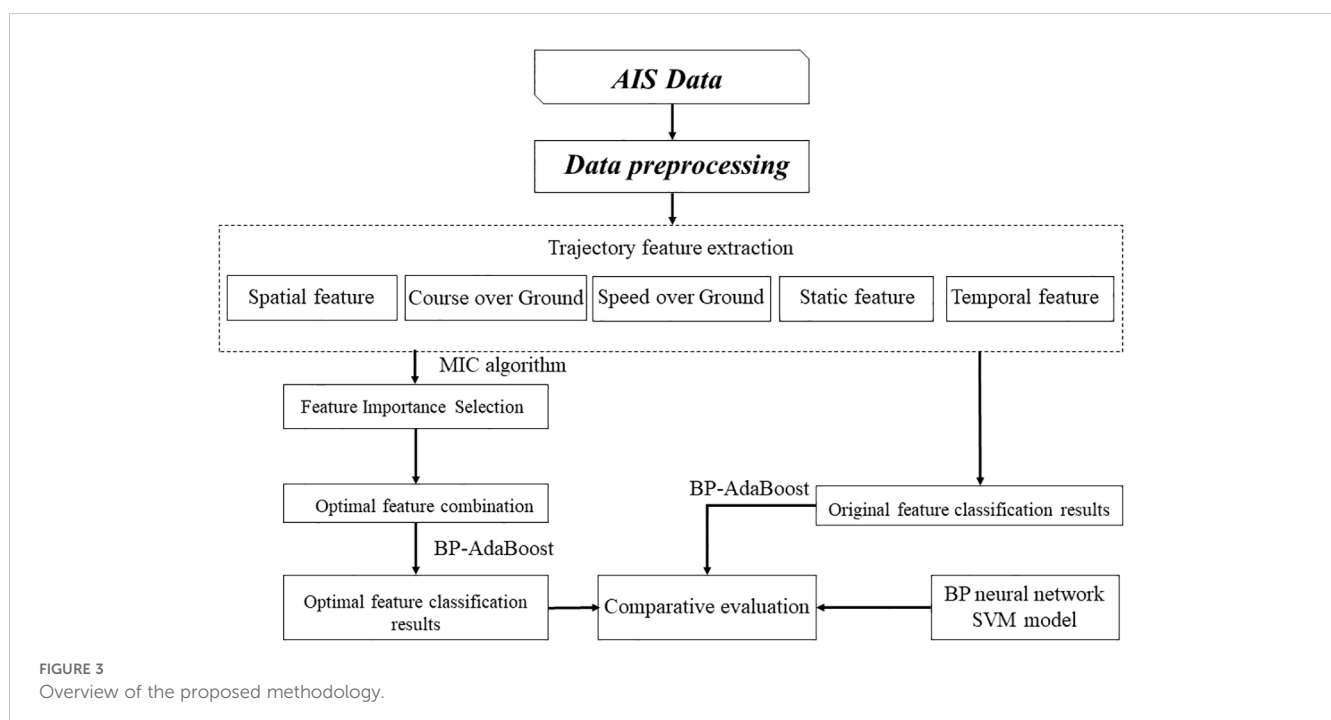 AIS Data
Data preprocessing
Trajectory feature extraction
Spatial feature
Course over Ground
Speed over Ground
Static feature
Temporal feature
MIC algorithm
Feature Importance Selection
Optimal feature combination
BP-AdaBoost
Original feature classification results
BP-AdaBoost
Optimal feature classification
results
Comparative evaluation
BP neural network
SVM model
FIGURE 3
Overview of the proposed methodology.